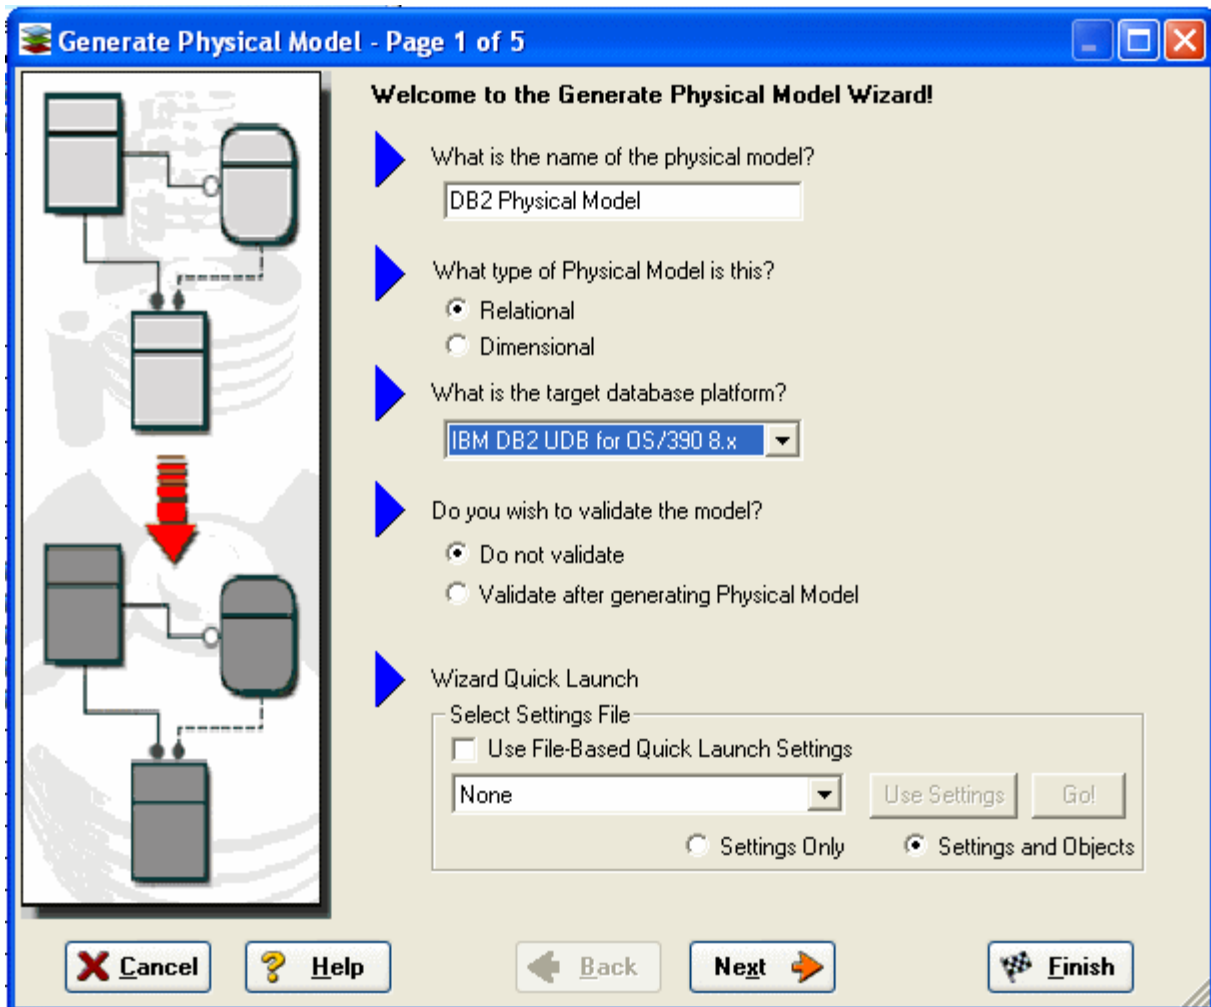 Generate Physical Model - Page 1 of 5
Welcome to the Generate Physical Model Wizard!
What is the name of the physical model?
DB2 Physical Model
What type of Physical Model is this?
Relational
Dimensional
What is the target database platform?
IBM DB2 UDB for OS/390 8.x
Do you wish to validate the model?
Do not validate
Validate after generating Physical Model
Wizard Quick Launch
Select Settings File
Use File-Based Quick Launch Settings
None
Use Settings
Go!
Settings Only
Settings and Objects
Cancel
Help
Back
Next
Finish